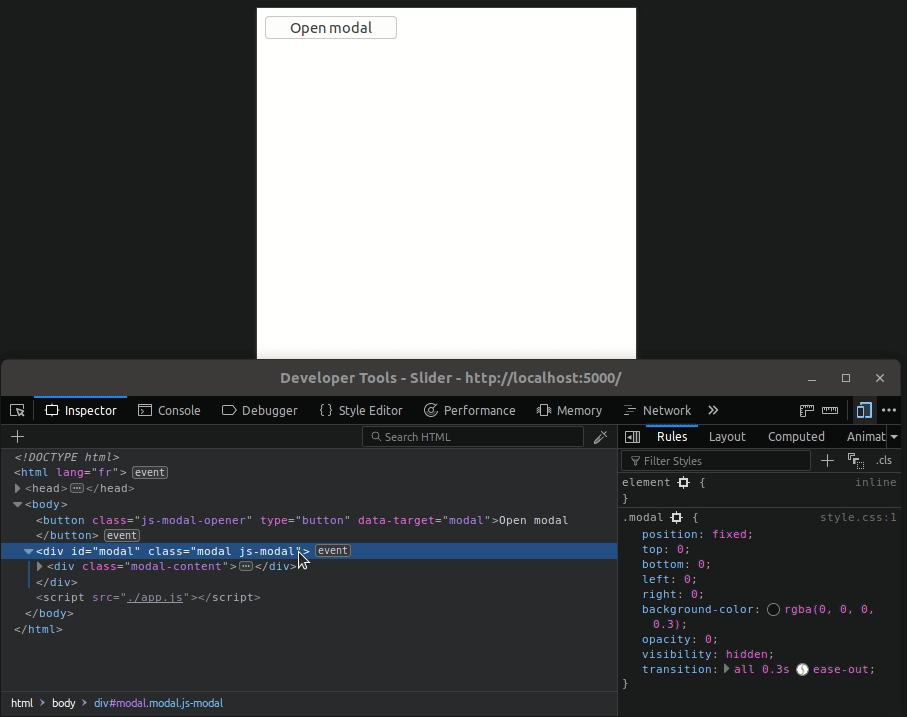 Open modal
Developer Tools - Slider - http://localhost:5000/
Inspector Console Debugger {} Style Editor Performance Memory Network
Search HTML
Rules Layout Computed Animat
Filter Styles .cls
<!DOCTYPE html>
<html lang="fr"> event
<head></head>
<body>
<button class="js-modal-opener" type="button" data-target="modal">Open modal
</button> event
<div id="modal" class="modal js-modal"> event
<div class="modal-content"></div>
</div>
<script src="./app.js"></script>
</body>
</html>
element { inline
}
.modal { style.css:1
position: fixed;
top: 0;
bottom: 0;
left: 0;
right: 0;
background-color: rgba(0, 0, 0,
0.3);
opacity: 0;
visibility: hidden;
transition: all 0.3s ease-out;
}
html > body > div#modal.modal.js-modal